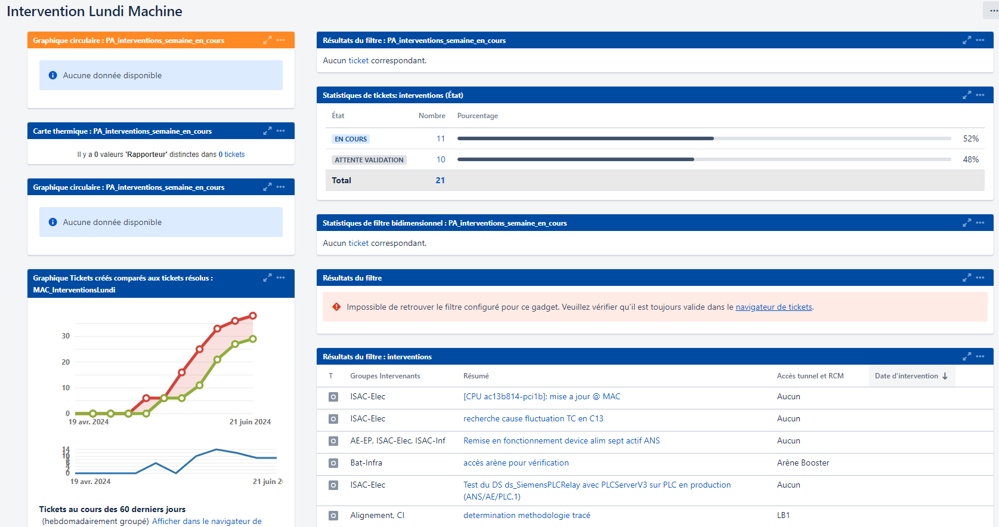 Intervention Lundi Machine
Graphique circulaire : PA_interventions_semaine_en_cours
Aucune donnée disponible
Carte thermique : PA_interventions_semaine_en_cours
Il y a 0 valeurs 'Rapporteur' distinctes dans 0 tickets
Graphique circulaire : PA_interventions_semaine_en_cours
Aucune donnée disponible
Graphique Tickets créés comparés aux tickets résolus :
MAC_InterventionsLundi
30
20
10
0
19 avr. 2024 21 juin 2024
14
12
10
8
6
4
2
0
19 avr. 2024 21 juin 2
Tickets au cours des 60 derniers jours
(hebdomadairement groupé) Afficher dans le navigateur de
Résultats du filtre : PA_interventions_semaine_en_cours
Aucun ticket correspondant.
Statistiques de tickets: interventions (État)
État Nombre Pourcentage
EN COURS 11 52%
ATTENTE VALIDATION 10 48%
Total 21
Statistiques de filtre bidimensionnel : PA_interventions_semaine_en_cours
Aucun ticket correspondant.
Résultats du filtre
Impossible de retrouver le filtre configuré pour ce gadget. Veuillez vérifier qu'il est toujours valide dans le navigateur de tickets.
Résultats du filtre : interventions
T Groupes Intervenants Résumé Accès tunnel et RCM Date d'intervention ↓
ISAC-Elec [CPU ac13b814-pci1b]: mise a jour @ MAC Aucun
ISAC-Elec recherche cause fluctuation TC en C13 Aucun
AE-EP, ISAC-Elec, ISAC-Inf Remise en fonctionnement device alim sept actif ANS Aucun
Bat-Infra accès arène pour vérification Arène Booster
ISAC-Elec Test du DS ds_SiemensPLCRelay avec PLCServerV3 sur PLC en production Aucun
(ANS/AE/PLC.1)
Alignement, CI determination methodologie tracé LB1